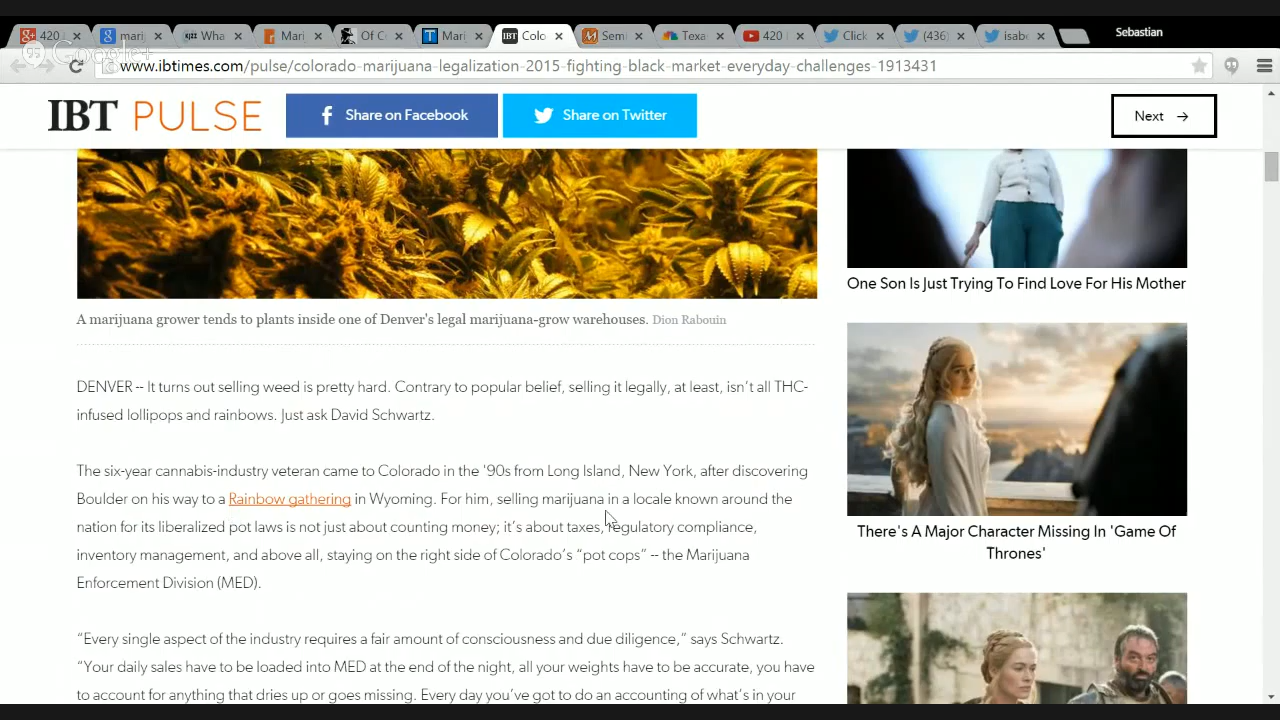 420
marij
Wha
Mari
Of C
Mari
Colo
Semi
Texa
420 I
Click
(436)
isabe
Sebastian
Google+
www.ibtimes.com/pulse/colorado-marijuana-legalization-2015-fighting-black-market-everyday-challenges-1913431
IBT PULSE
Share on Facebook
Share on Twitter
Next →
One Son Is Just Trying To Find Love For His Mother
A marijuana grower tends to plants inside one of Denver's legal marijuana-grow warehouses. Dion Rabouin
DENVER -- It turns out selling weed is pretty hard. Contrary to popular belief, selling it legally, at least, isn’t all THC-
infused lollipops and rainbows. Just ask David Schwartz.
The six-year cannabis-industry veteran came to Colorado in the '90s from Long Island, New York, after discovering
Boulder on his way to a Rainbow gathering in Wyoming. For him, selling marijuana in a locale known around the
nation for its liberalized pot laws is not just about counting money; it’s about taxes, regulatory compliance,
inventory management, and above all, staying on the right side of Colorado’s “pot cops” -- the Marijuana
Enforcement Division (MED).
There's A Major Character Missing In 'Game Of
Thrones'
“Every single aspect of the industry requires a fair amount of consciousness and due diligence,” says Schwartz.
“Your daily sales have to be loaded into MED at the end of the night, all your weights have to be accurate, you have
to account for anything that dries up or goes missing. Every day you’ve got to do an accounting of what’s in your